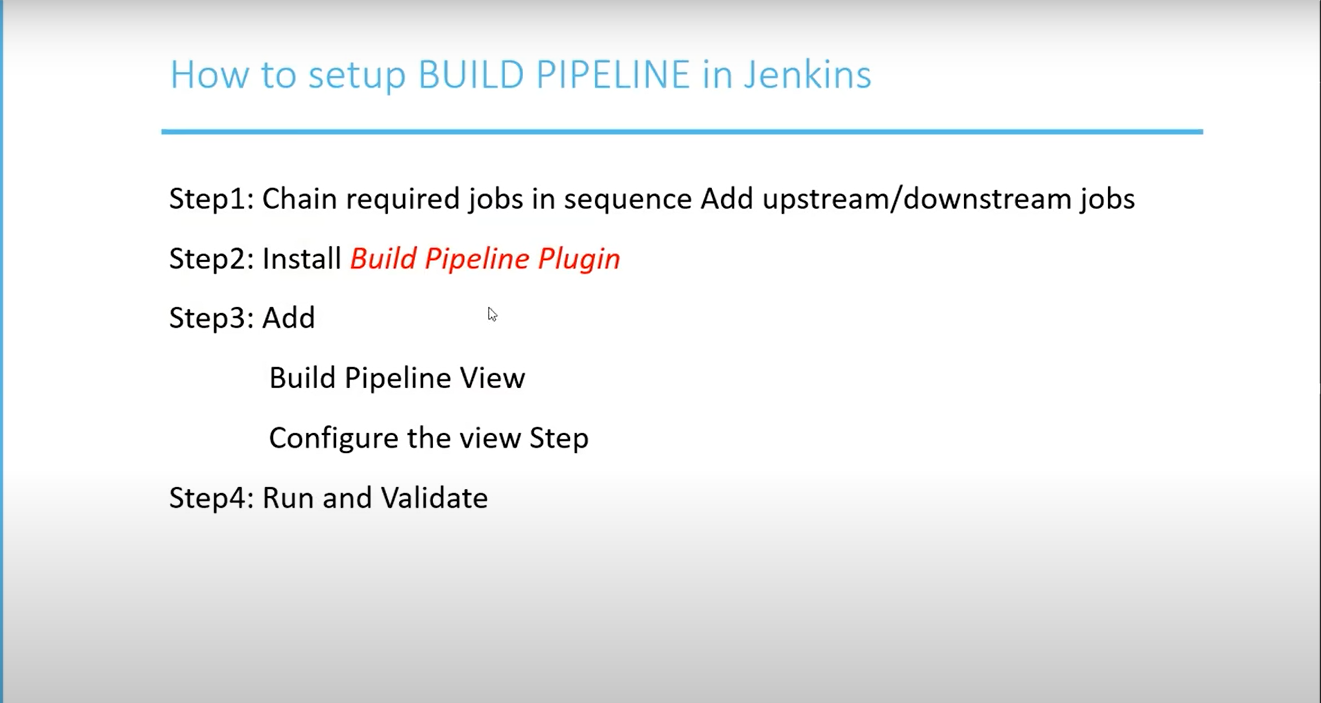 How to setup BUILD PIPELINE in Jenkins
Step1: Chain required jobs in sequence Add upstream/downstream jobs
Step2: Install Build Pipeline Plugin
Step3: Add
Build Pipeline View
Configure the view Step
Step4: Run and Validate